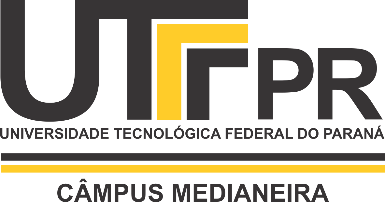 UTFPR
UNIVERSIDADE TECNOLÓGICA FEDERAL DO PARANÁ
CÂMPUS MEDIANEIRA